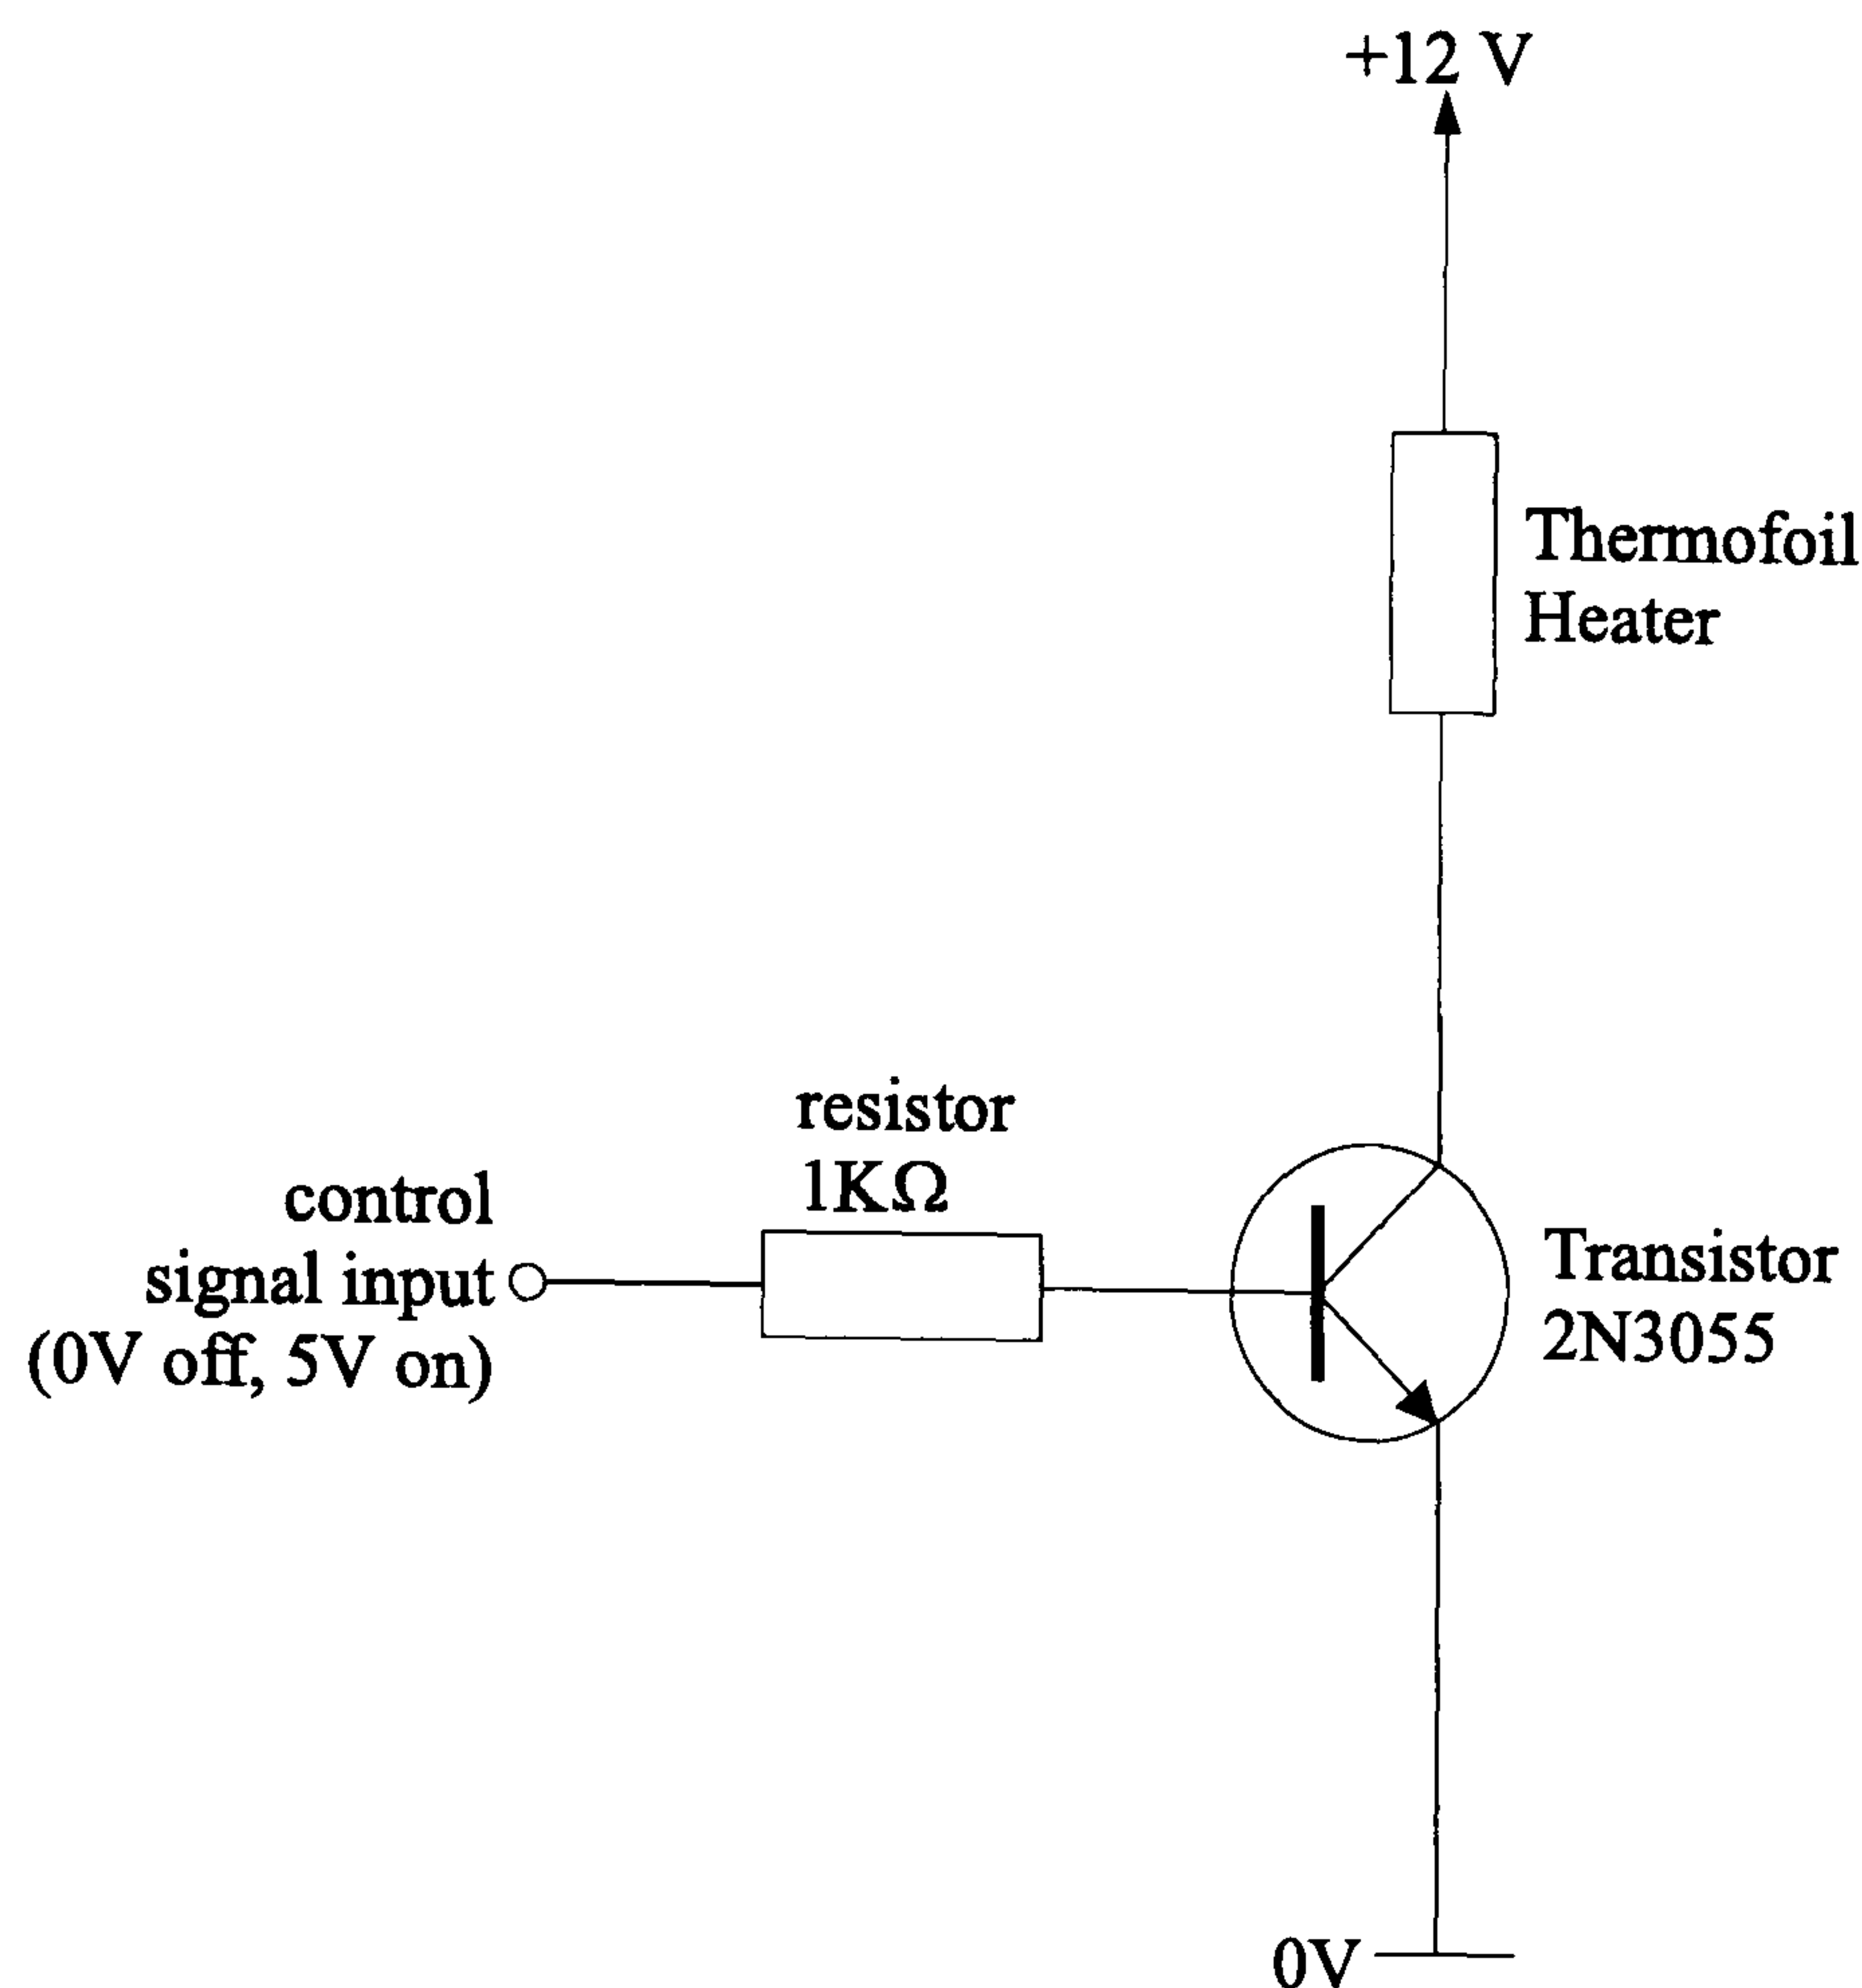 +12 V
Thermofoil
Heater
resistor
1KΩ
control
signal input
(0V off, 5V on)
Transistor
2N3055
0V